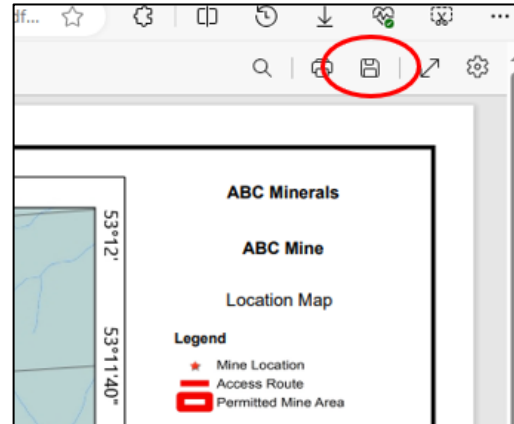 df...
ABC Minerals
ABC Mine
Location Map
Legend
Mine Location
Access Route
Permitted Mine Area
53°12'
53°11'40"